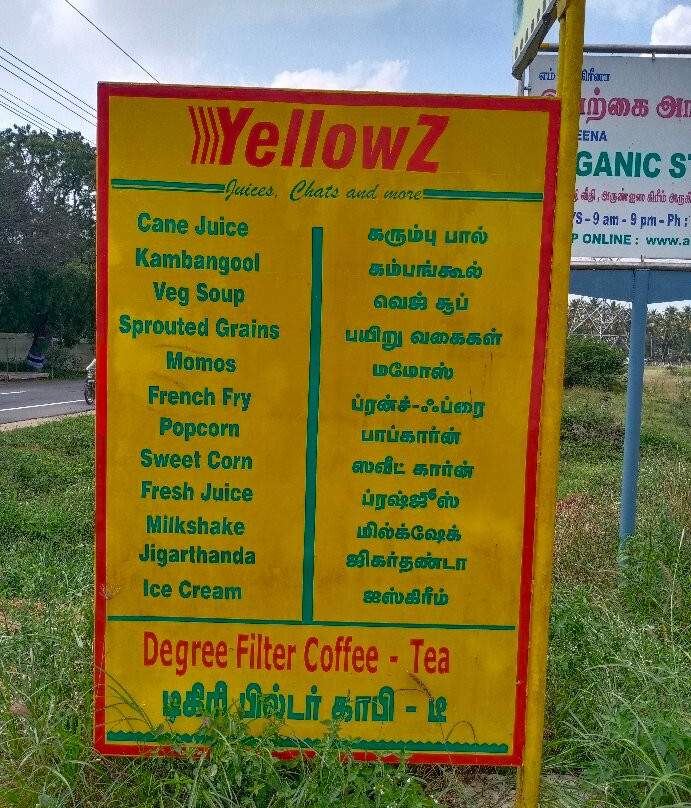 YellowZ
Juices, Chats and more
Cane Juice
Kambangool
Veg Soup
Sprouted Grains
Momos
French Fry
Popcorn
Sweet Corn
Fresh Juice
Milkshake
Jigarthanda
Ice Cream
கரும்பு பால்
கம்பங்கூல்
வெஜ் சூப்
பயிறு வகைகள்
மமோஸ்
ப்ரன்ச்-ஃப்ரை
பாப்கார்ன்
ஸ்வீட் கார்ன்
ப்ரஷ்ஜூஸ்
மில்க்ஷேக்
ஜிகர்தண்டா
ஐஸ்கிரீம்
Degree Filter Coffee - Tea
டிகிரி பில்டர் காபி - டீ
எம்
GANIC
- 9 am - 9 pm - Ph :
ONLINE : www.a